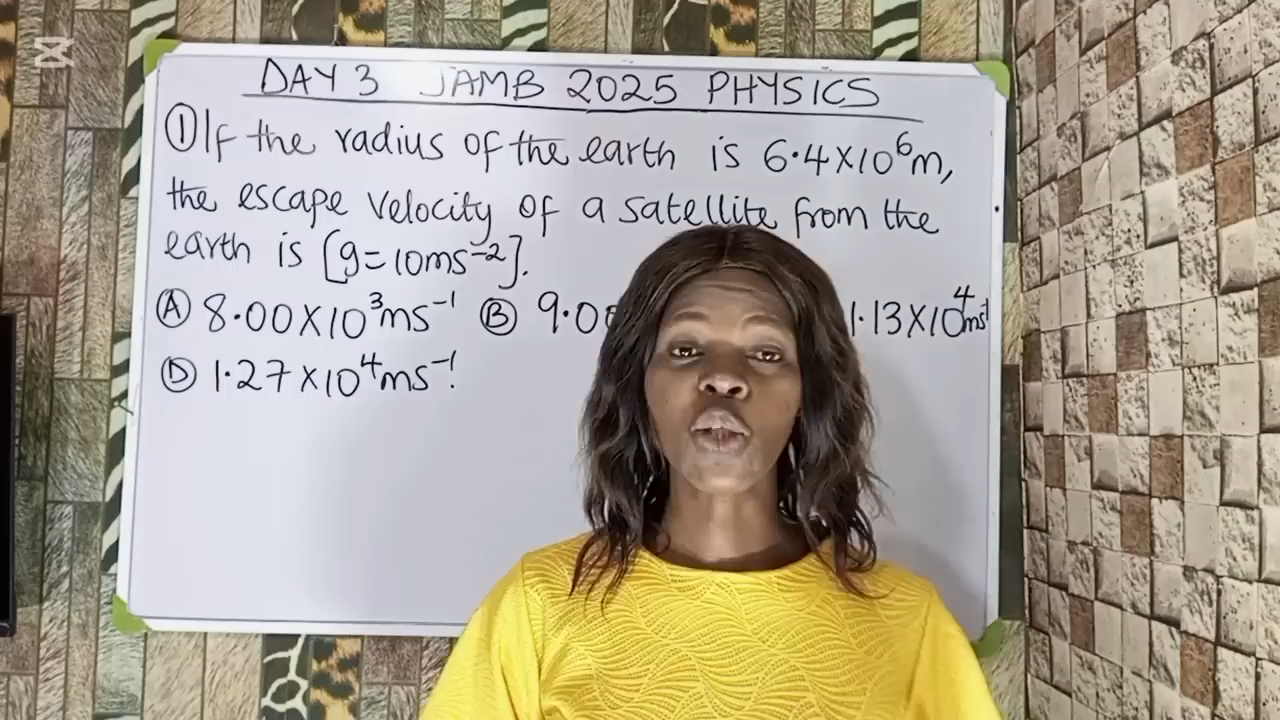 DAY 3 JAMB 2025 PHYSICS
① If the radius of the earth is 6.4×10⁶m,
the escape velocity of a satellite from the
earth is [g=10ms⁻²].
Ⓐ 8.00×10³ms⁻¹ Ⓑ 9.0 1.13×10⁴ms⁻¹
Ⓓ 1.27×10⁴ms⁻¹.